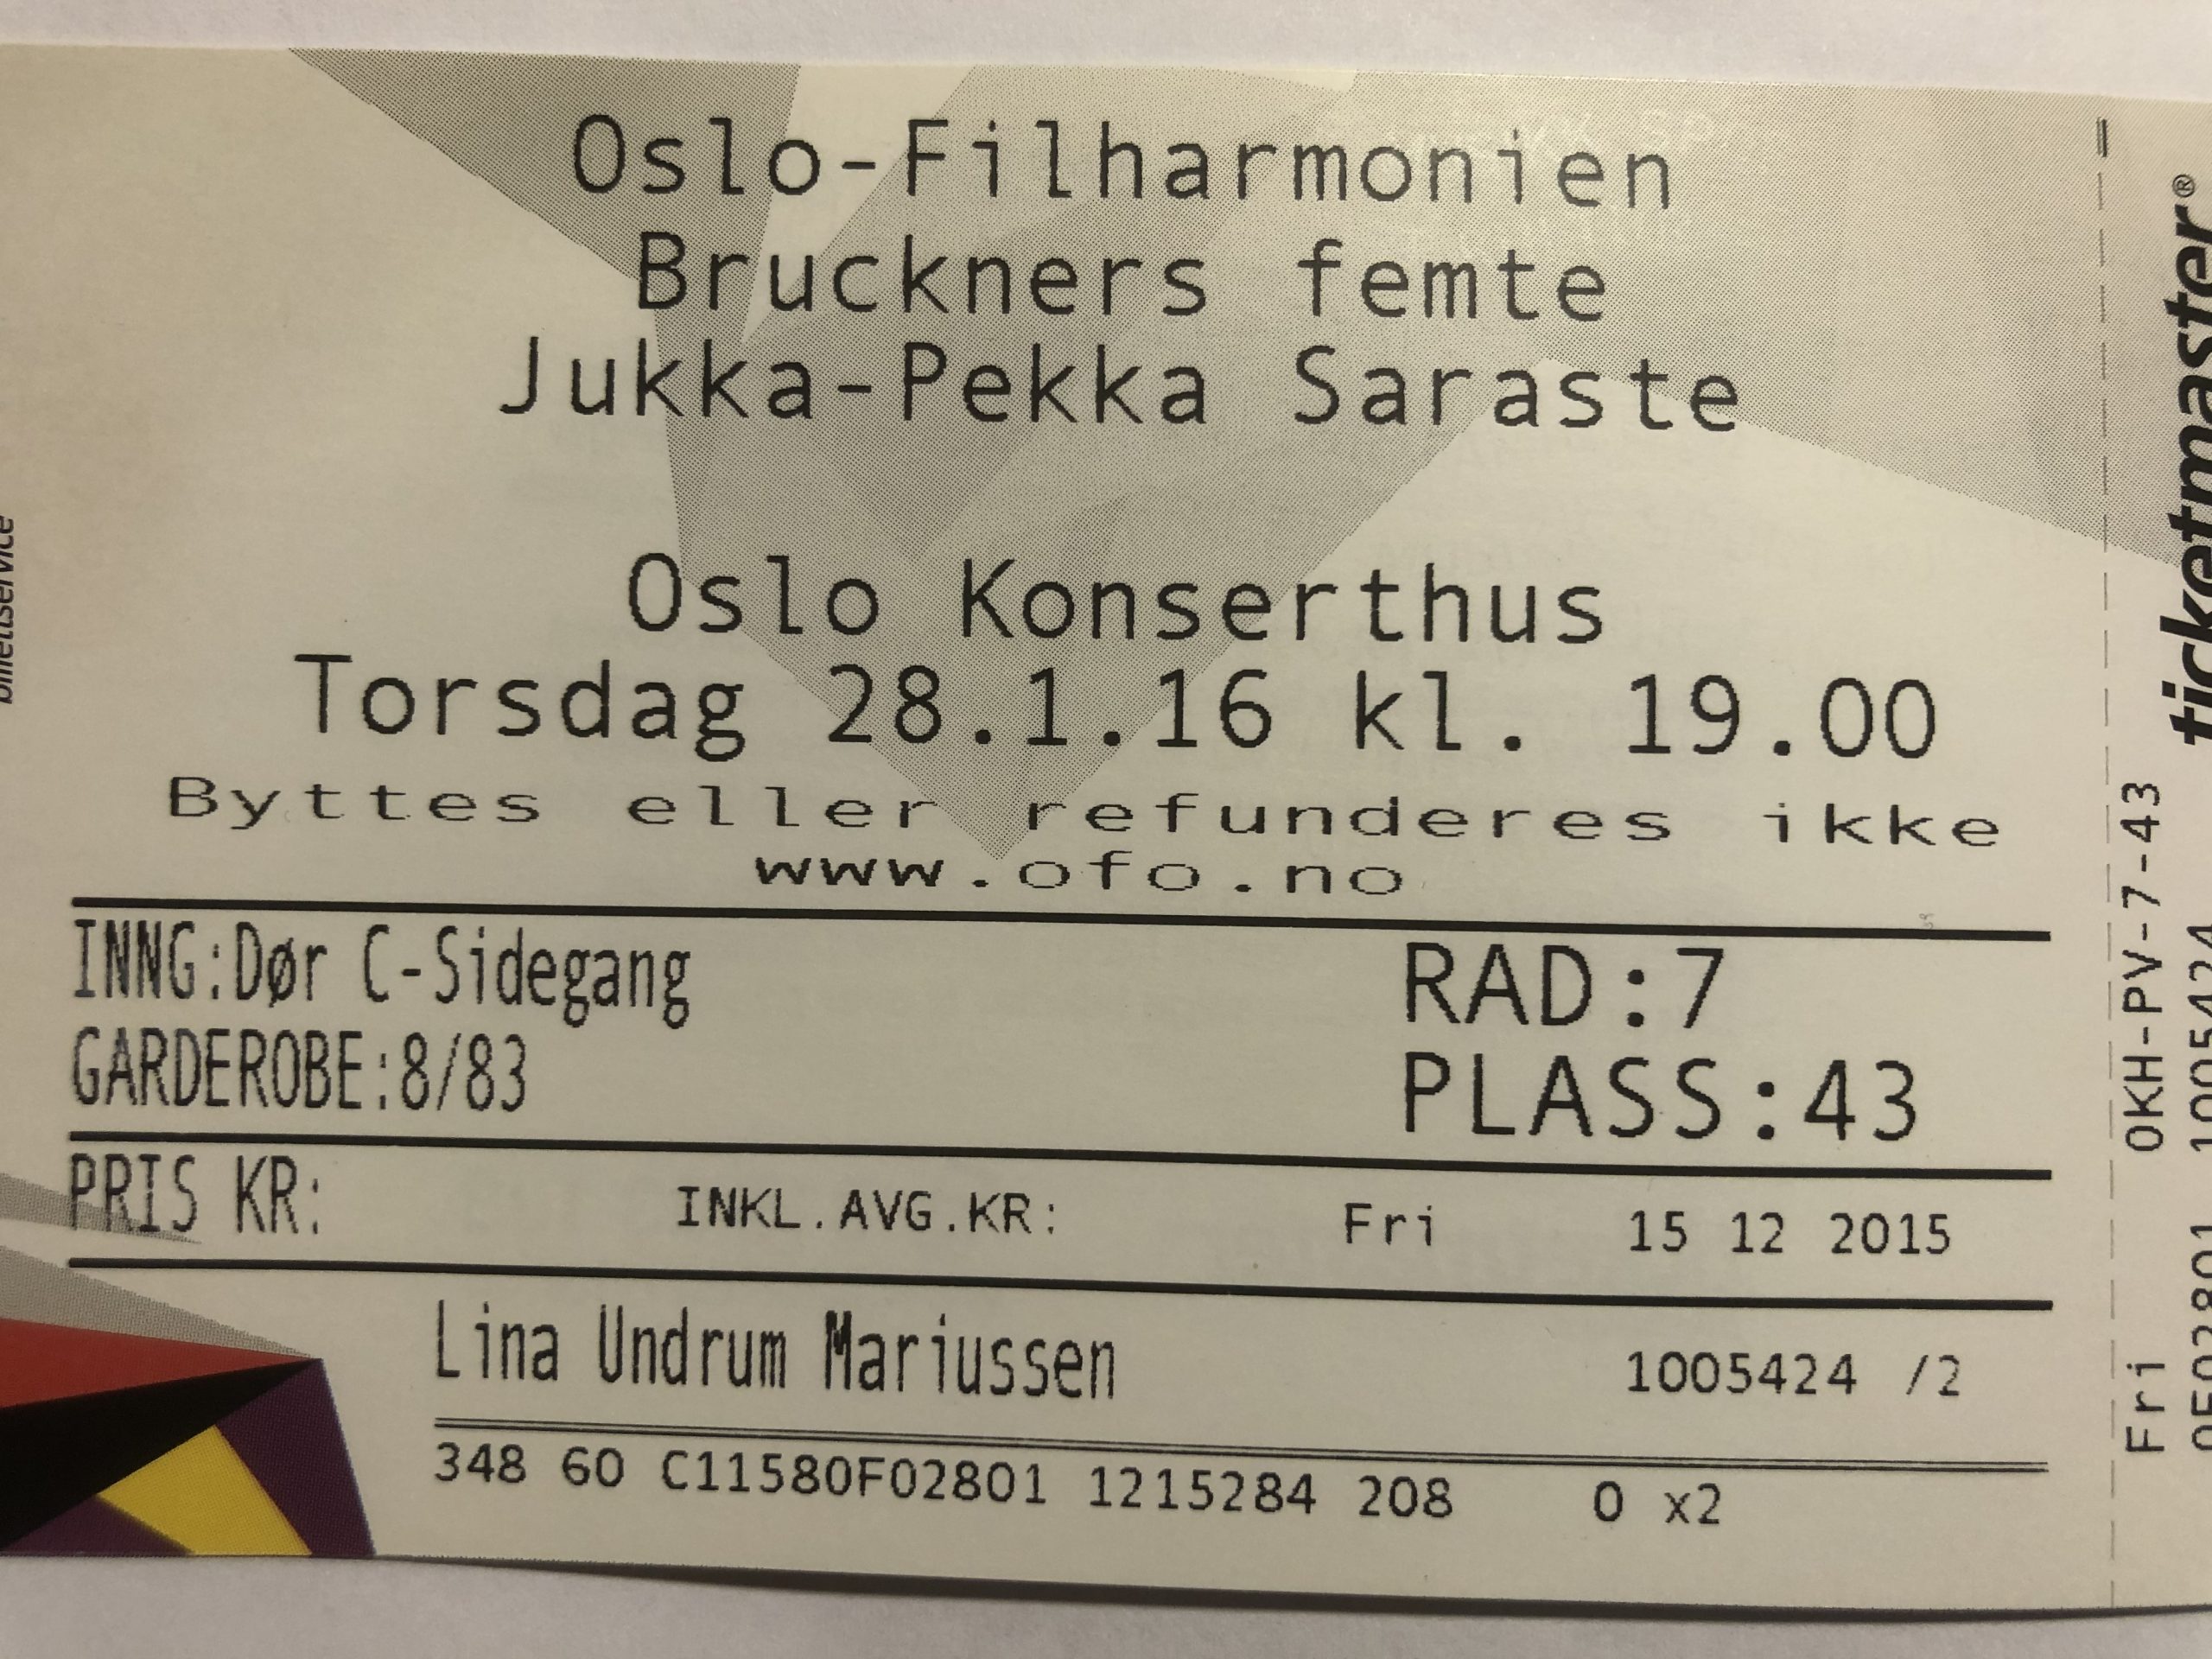 Oslo-Filharmonien
Bruckners femte
Jukka-Pekka Saraste
Oslo Konserthus
Torsdag 28.1.16 kl. 19.00
Byttes eller refunderes ikke
www.ofo.no
INNG:Dør C-Sidegang
RAD:7
GARDEROBE:8/83
PLASS:43
PRIS KR: INKL.AVG.KR: Fri 15 12 2015
Lina Undrum Mariussen 1005424 /2
348 60 C11580F02801 1215284 208 0 x2
billettservice
ticketmaster®
Fri OKH-PV-7-43
1005424